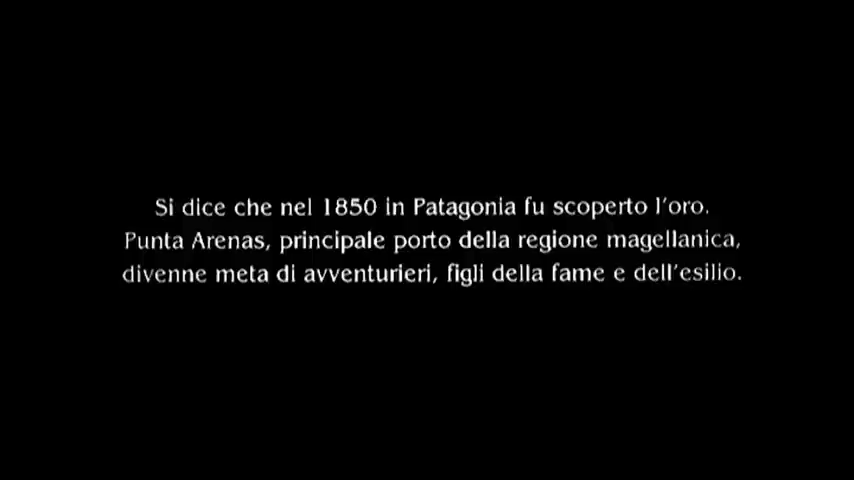 Si dice che nel 1850 in Patagonia fu scoperto l'oro.
Punta Arenas, principale porto della regione magellanica,
divenne meta di avventurieri, figli della fame e dell'esilio.